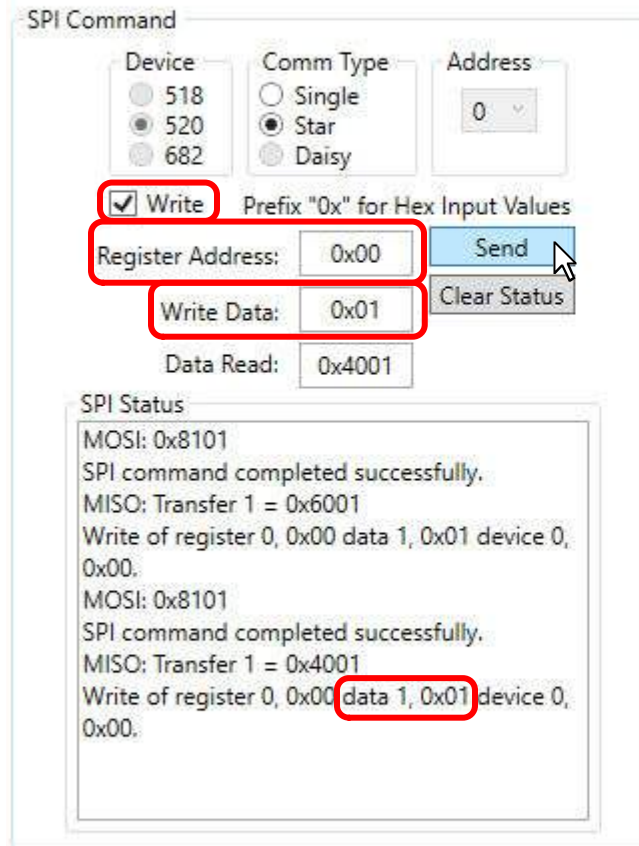 SPI Command
Device Comm Type Address
518 Single
520 Star 0
682 Daisy
Write Prefix "0x" for Hex Input Values
Register Address: 0x00 Send
Write Data: 0x01 Clear Status
Data Read: 0x4001
SPI Status
MOSI: 0x8101
SPI command completed successfully.
MISO: Transfer 1 = 0x6001
Write of register 0, 0x00 data 1, 0x01 device 0,
0x00.
MOSI: 0x8101
SPI command completed successfully.
MISO: Transfer 1 = 0x4001
Write of register 0, 0x00 data 1, 0x01 device 0,
0x00.